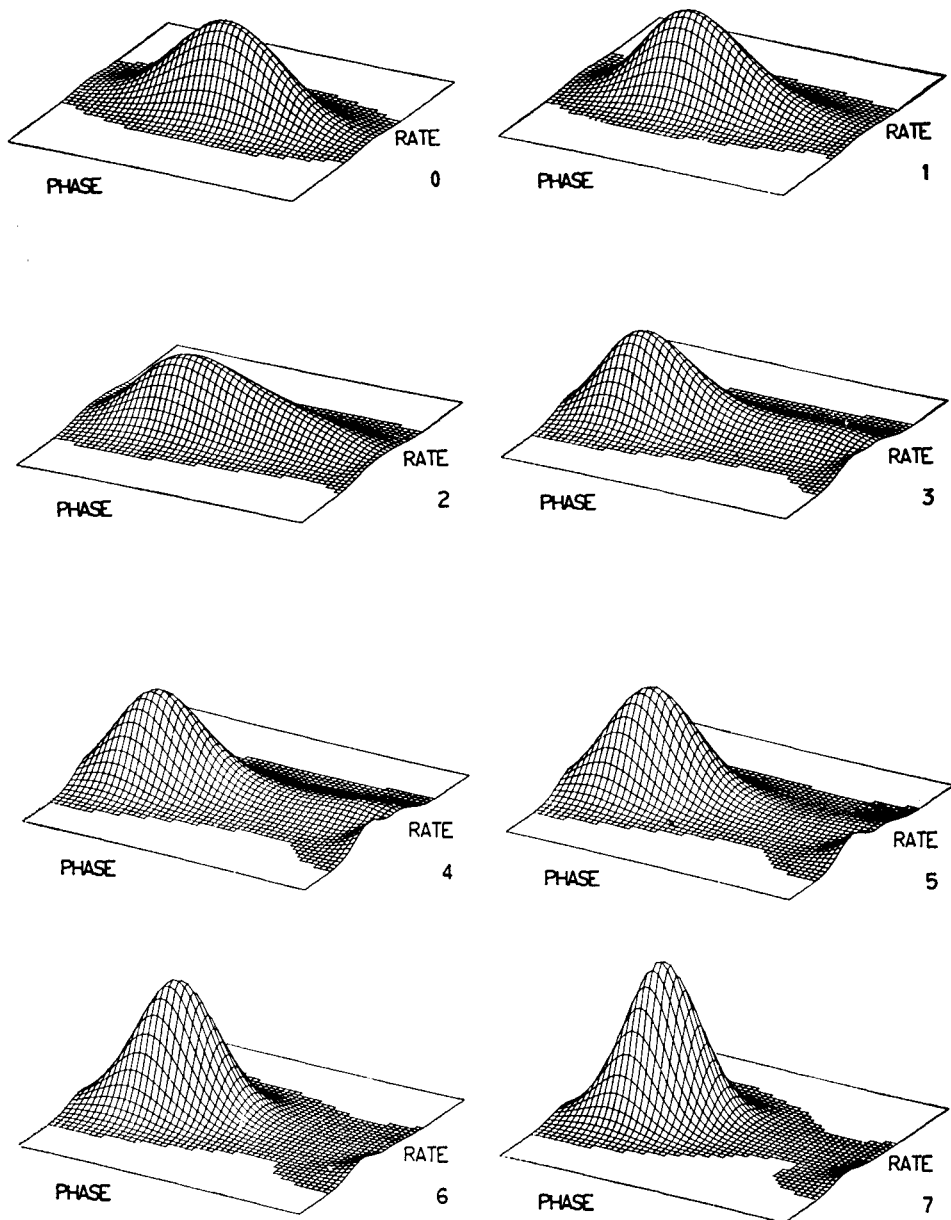 RATE
PHASE
0
RATE
PHASE
1
RATE
PHASE
2
RATE
PHASE
3
RATE
PHASE
4
RATE
PHASE
5
RATE
PHASE
6
RATE
PHASE
7